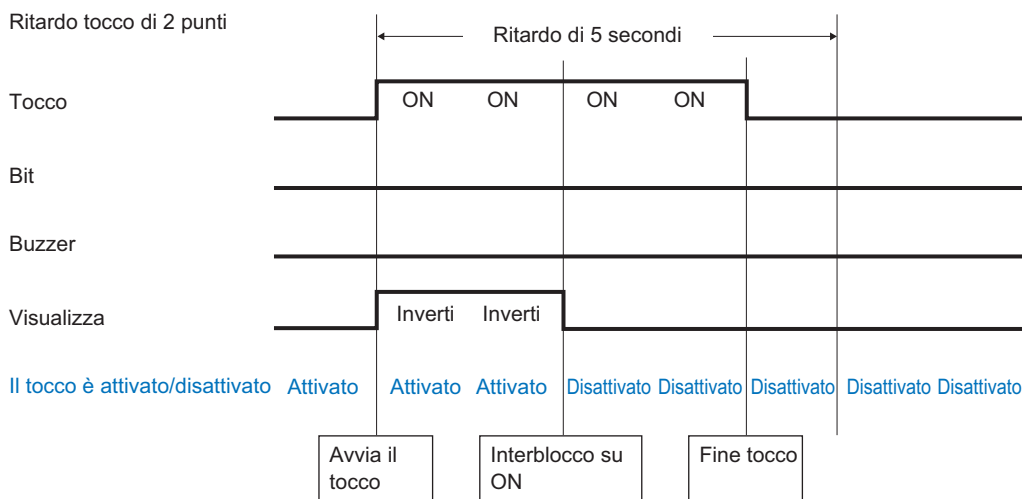 Ritardo tocco di 2 punti
Ritardo di 5 secondi
Tocco
ON ON ON ON
Bit
Buzzer
Visualizza
Inverti Inverti
Il tocco è attivato/disattivato Attivato Attivato Attivato Disattivato Disattivato Disattivato Disattivato Disattivato
Avvia il
tocco
Interblocco su
ON
Fine tocco